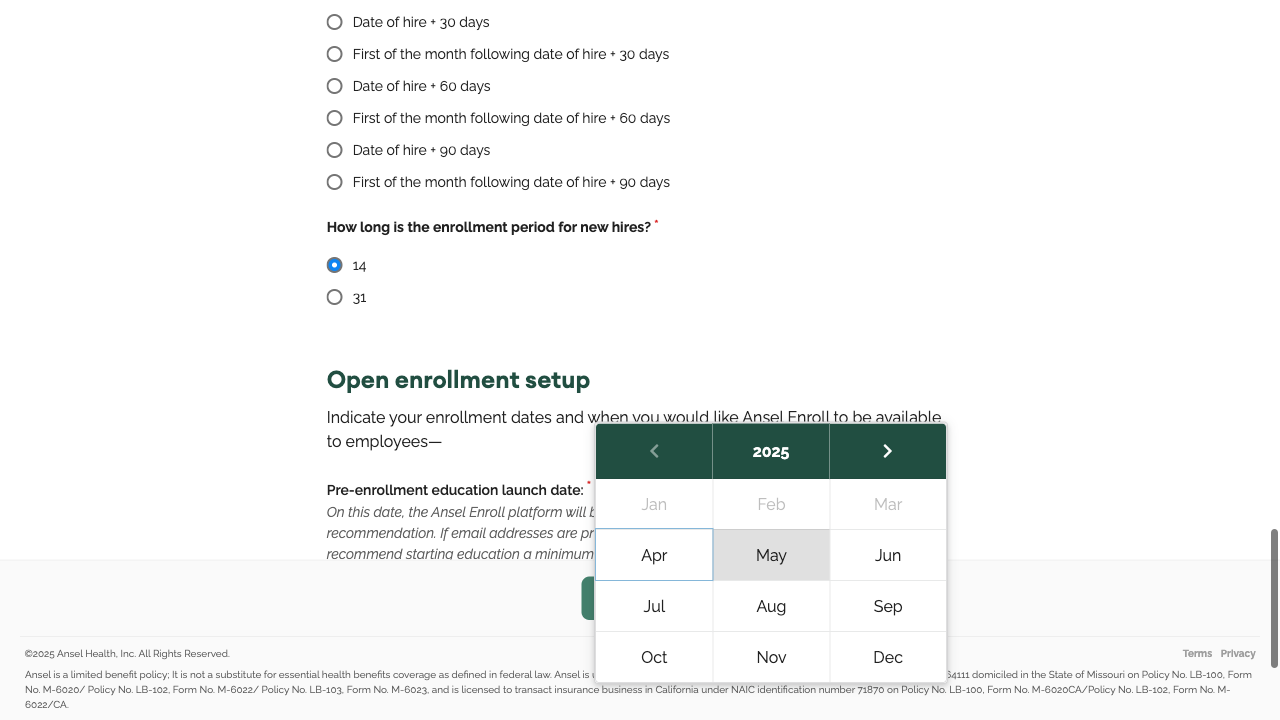 Date of hire + 30 days
First of the month following date of hire + 30 days
Date of hire + 60 days
First of the month following date of hire + 60 days
Date of hire + 90 days
First of the month following date of hire + 90 days
How long is the enrollment period for new hires? *
14
31
Open enrollment setup
Indicate your enrollment dates and when you would like Ansel Enroll to be available
to employees—
2025
Pre-enrollment education launch date: *
On this date, the Ansel Enroll platform will
recommendation. If email addresses are
recommend starting education a minimum
Jan Feb Mar
Apr May Jun
Jul Aug Sep
Oct Nov Dec
©2025 Ansel Health, Inc. All Rights Reserved.
Terms Privacy
Ansel is a limited benefit policy; It is not a substitute for essential health benefits coverage as defined in federal law. Ansel is 64111 domiciled in the State of Missouri on Policy No. LB-100, Form
No. M-6020/ Policy No. LB-102, Form No. M-6022/ Policy No. LB-103, Form No. M-6023, and is licensed to transact insurance business in California under NAIC identification number 71870 on Policy No. LB-100, Form No. M-6020CA/Policy No. LB-102, Form No. M-
6022/CA.